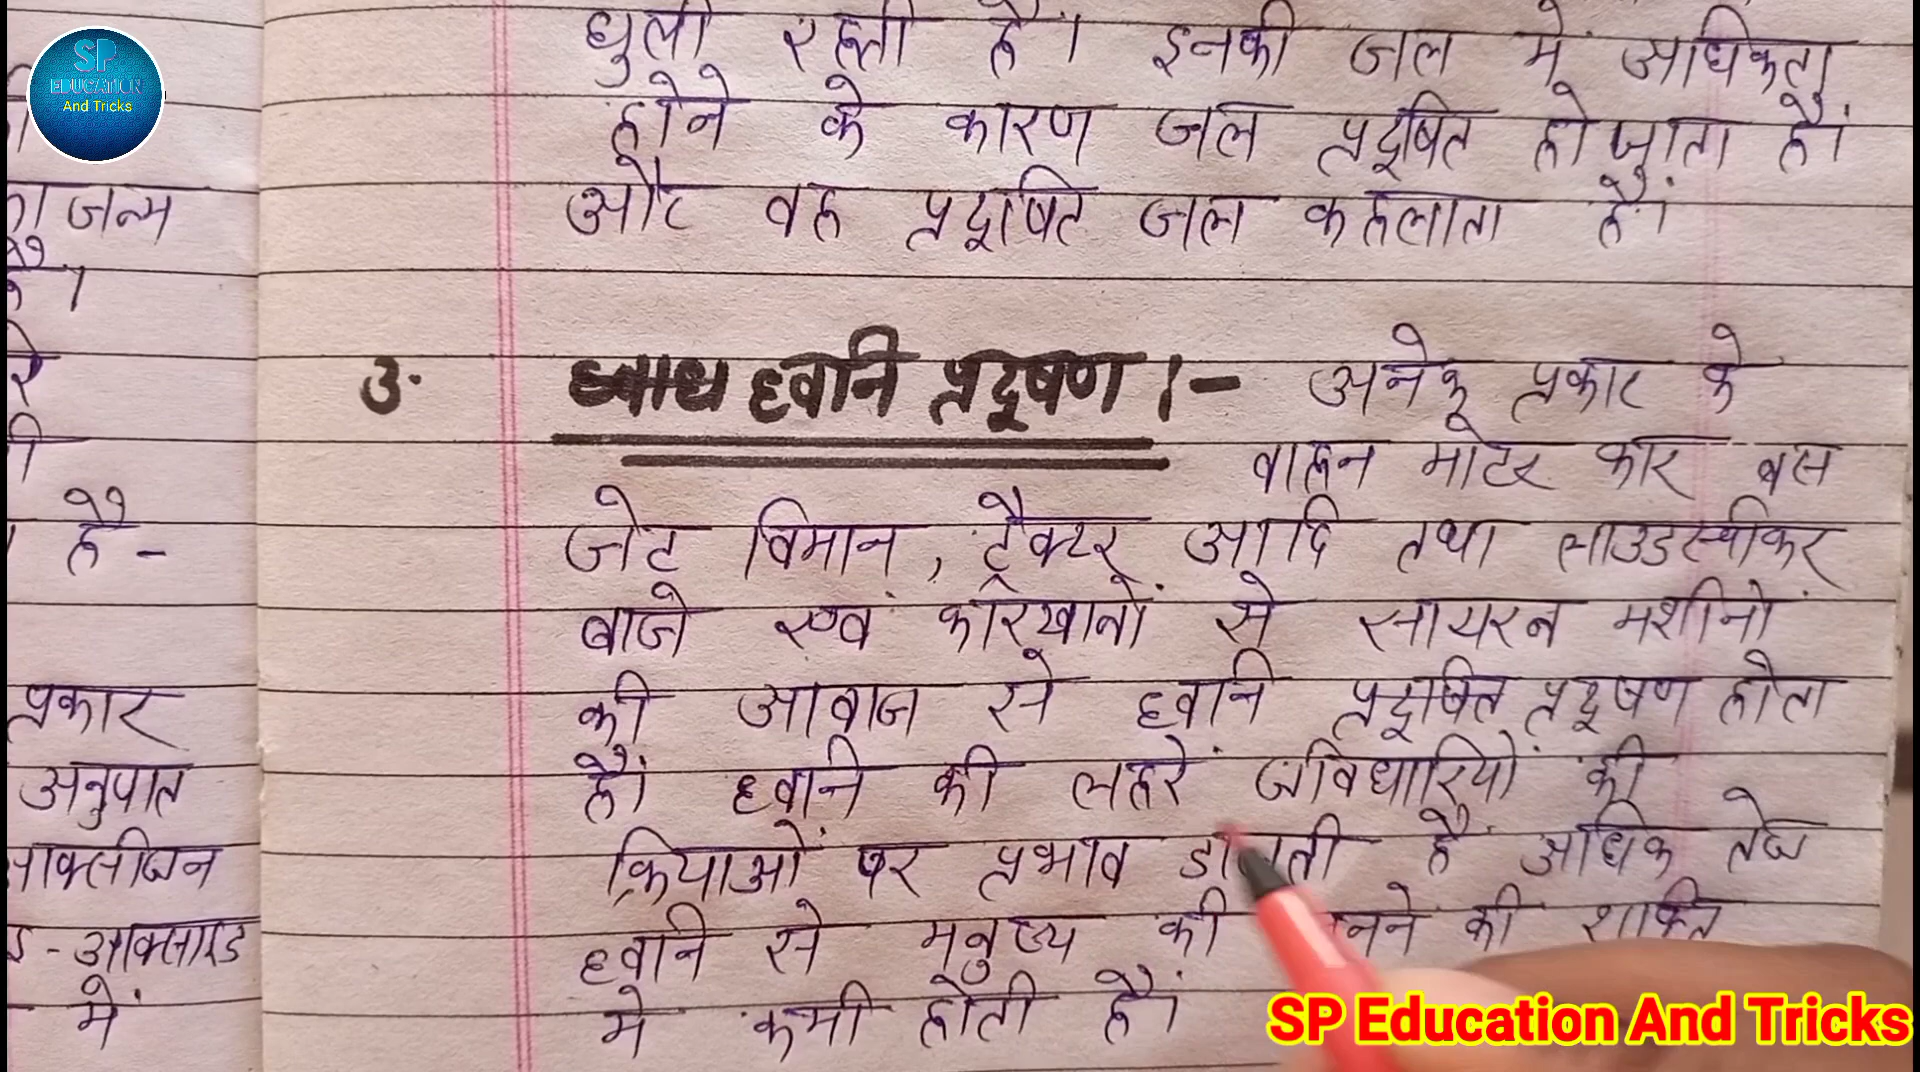 SP
EDUCATION
And Tricks
जन्म
है -
प्रकार
अनुपात
आक्सीजन
- आक्साइड
में
घुली रहती है। इनकी जल में अधिकता
होने के कारण जल प्रदूषित हो जाता है।
और वह प्रदूषित जल कहलाता है।
3. ध्वनि प्रदूषण :- अनेक प्रकार के
वाहन मोटर कार बस
जेट विमान, ट्रैक्टर आदि तथा लाउडस्पीकर
बाजे एवं कारखानों से सायरन मशीनों
की आवाज से ध्वनि प्रदूषित प्रदूषण होता
है। ध्वनि की लहरें जीवधारियों की
क्रियाओं पर प्रभाव डालती है अधिक तेज
ध्वनि से मनुष्य की सुनने की शक्ति
में कमी होती है।
SP Education And Tricks